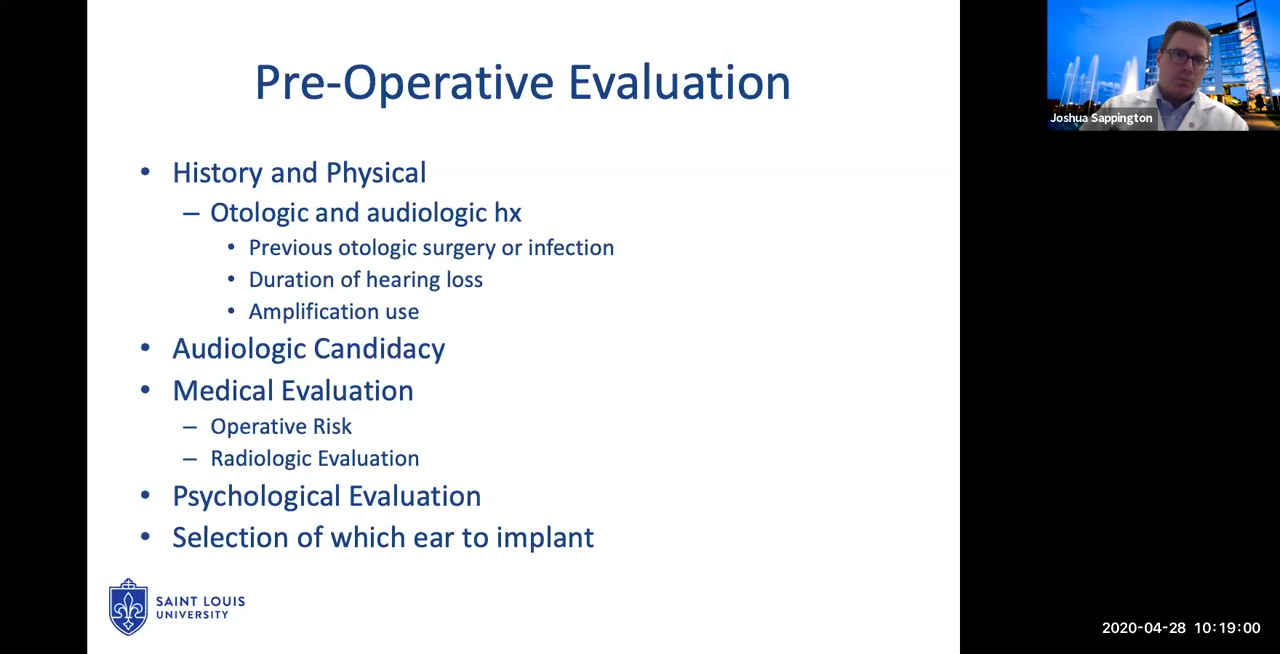 Pre-Operative Evaluation
• History and Physical
– Otologic and audiologic hx
• Previous otologic surgery or infection
• Duration of hearing loss
• Amplification use
• Audiologic Candidacy
• Medical Evaluation
– Operative Risk
– Radiologic Evaluation
• Psychological Evaluation
• Selection of which ear to implant
SAINT LOUIS
UNIVERSITY
Joshua Sappington
2020-04-28 10:19:00